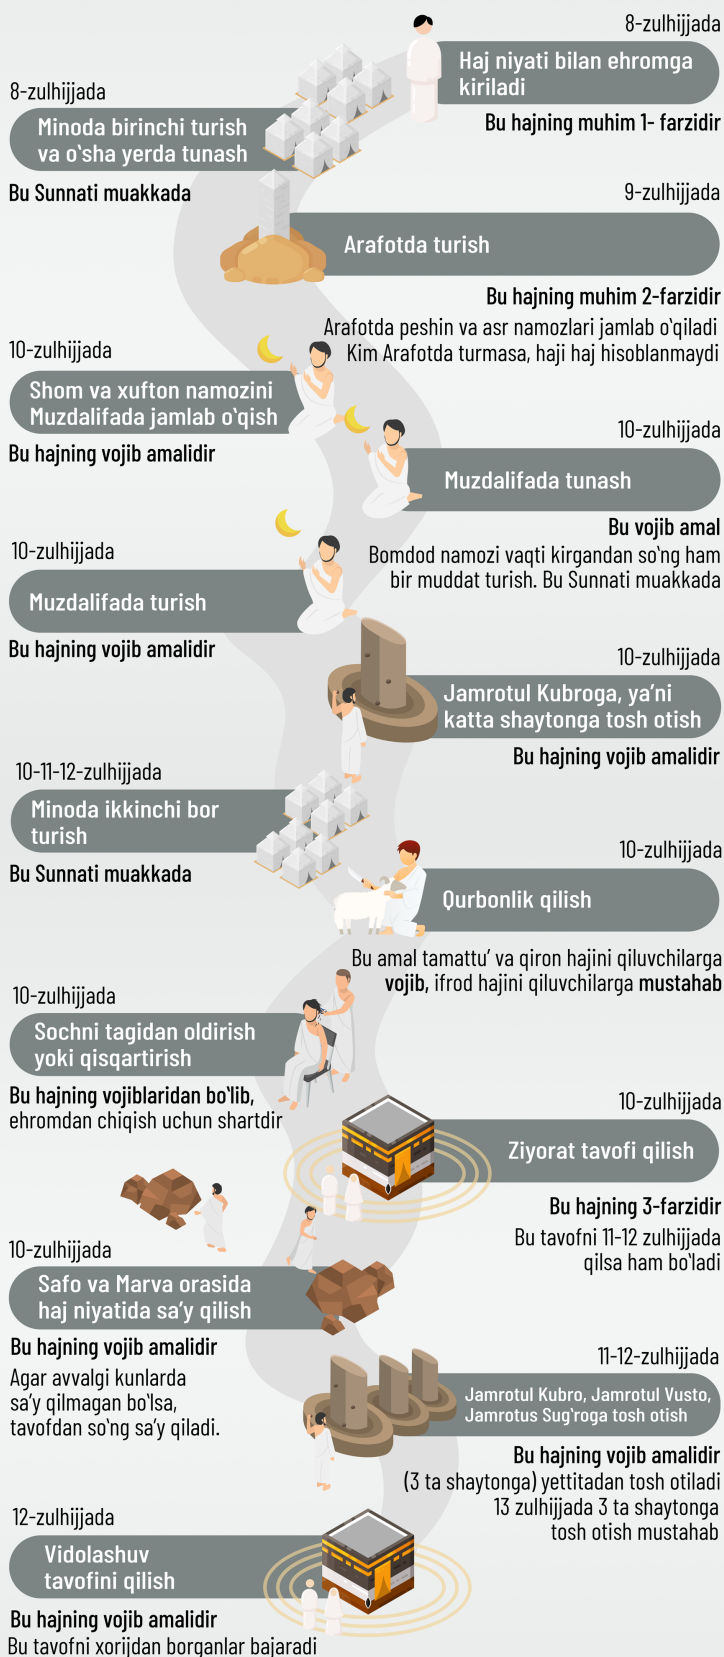 8-zulhijjada
Haj niyati bilan ehromga
kiriladi
Bu hajning muhim 1- farzidir
8-zulhijjada
Minoda birinchi turish
va o‘sha yerda tunash
Bu Sunnati muakkada
9-zulhijjada
Arafotda turish
Bu hajning muhim 2-farzidir
Arafotda peshin va asr namozlari jamlab o‘qiladi
Kim Arafotda turmasa, haji haj hisoblanmaydi
10-zulhijjada
Shom va xufton namozini
Muzdalifada jamlab o‘qish
Bu hajning vojib amalidir
10-zulhijjada
Muzdalifada tunash
Bu vojib amal
Bomdod namozi vaqti kirgandan so‘ng ham
bir muddat turish. Bu Sunnati muakkada
10-zulhijjada
Muzdalifada turish
Bu hajning vojib amalidir
10-zulhijjada
Jamrotul Kubroga, ya’ni
katta shaytonga tosh otish
Bu hajning vojib amalidir
10-11-12-zulhijjada
Minoda ikkinchi bor
turish
Bu Sunnati muakkada
10-zulhijjada
Qurbonlik qilish
Bu amal tamattu’ va qiron hajini qiluvchilarga
vojib, ifrod hajini qiluvchilarga mustahab
10-zulhijjada
Sochni tagidan oldirish
yoki qisqartirish
Bu hajning vojiblaridan bo‘lib,
ehromdan chiqish uchun shartdir
10-zulhijjada
Ziyorat tavofi qilish
Bu hajning 3-farzidir
Bu tavofni 11-12 zulhijjada
qilsa ham bo‘ladi
10-zulhijjada
Safo va Marva orasida
haj niyatida sa’y qilish
Bu hajning vojib amalidir
Agar avvalgi kunlarda
sa’y qilmagan bo‘lsa,
tavofdan so‘ng sa’y qiladi.
11-12-zulhijjada
Jamrotul Kubro, Jamrotul Vusto,
Jamrotus Sug‘roga tosh otish
Bu hajning vojib amalidir
(3 ta shaytonga) yettitadan tosh otiladi
13 zulhijjada 3 ta shaytonga
tosh otish mustahab
12-zulhijjada
Vidolashuv
tavofini qilish
Bu hajning vojib amalidir
Bu tavofni xorijdan borganlar bajaradi